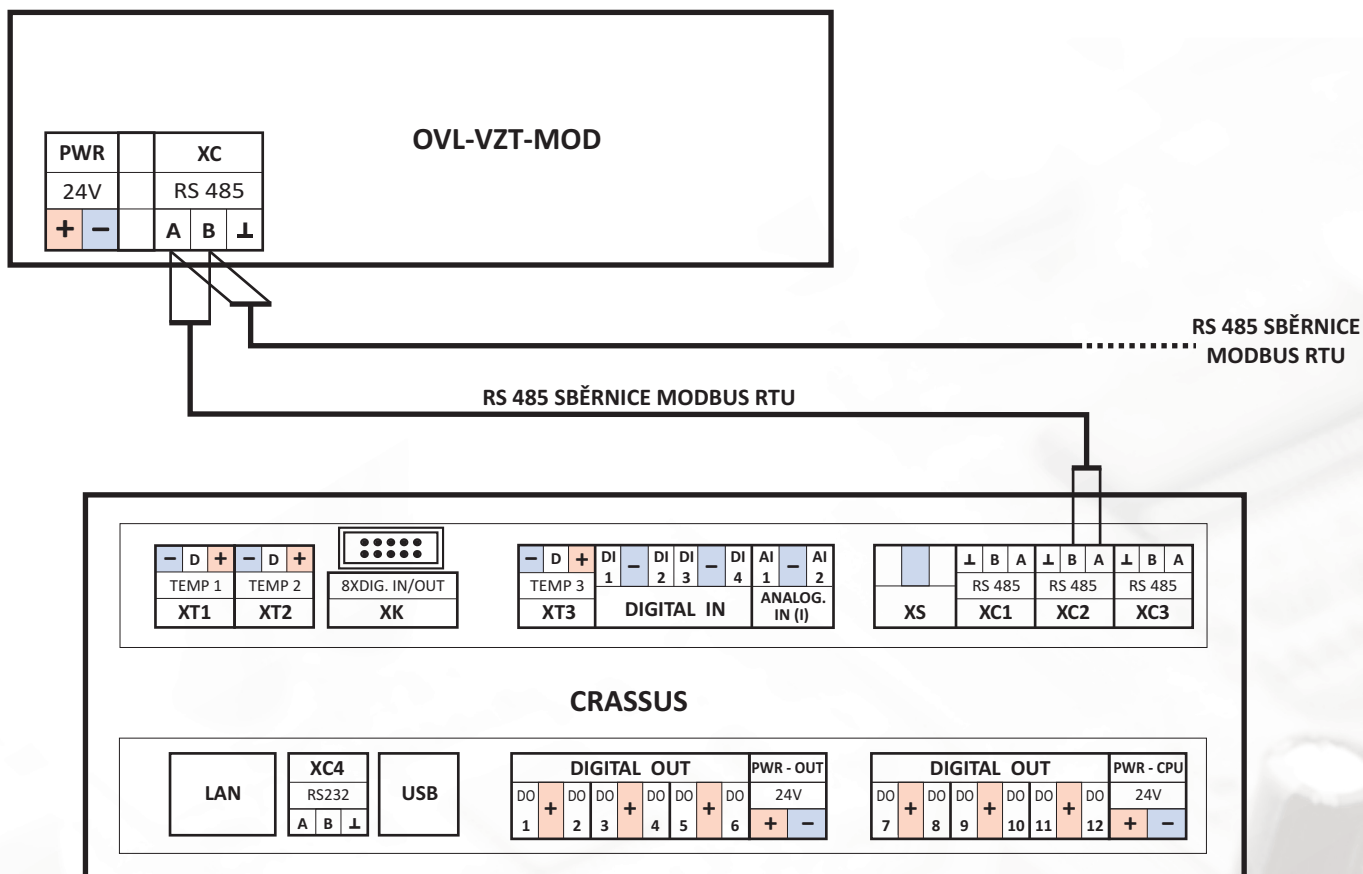 OVL-VZT-MOD
PWR XC
24V RS 485
+ − A B ⊥
RS 485 SBĚRNICE
MODBUS RTU
RS 485 SBĚRNICE MODBUS RTU
− D + − D +
TEMP 1 TEMP 2
XT1 XT2
8XDIG. IN/OUT
XK
− D + DI 1 − DI 2 DI 3 − DI 4 AI 1 − AI 2
TEMP 3 DIGITAL IN ANALOG.
XT3 IN (I)
⊥ B A ⊥ B A ⊥ B A
RS 485 RS 485 RS 485
XS XC1 XC2 XC3
CRASSUS
LAN
XC4
RS232
A B ⊥
USB
DIGITAL OUT PWR - OUT
DO + DO DO + DO DO + DO 24V
1 2 3 4 5 6 + −
DIGITAL OUT PWR - CPU
DO + DO DO + DO DO + DO 24V
7 8 9 10 11 12 + −